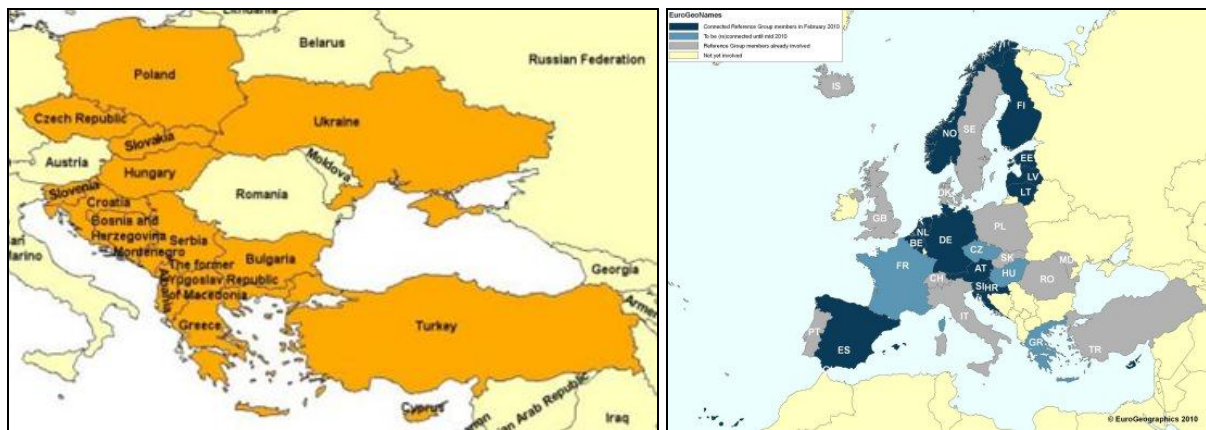 Belarus
Russian Federation
Poland
Czech Republic
Ukraine
Slovakia
Austria
Moldova
Hungary
Slovenia
Romania
Croatia
Bosnia and
Herzegovina
Serbia
Montenegro
Marino
Bulgaria
The former
Yugoslav Republic
of Macedonia
Albania
Georgia
Greece
Turkey
Cyprus
Arab Republic
Iraq
EuroGeoNames
Connected Reference Group members in February 2010
To be (re)connected until mid 2010
Reference Group members already involved
Not yet involved
IS
FI
NO
SE
EE
LV
LT
DK
GB
NL
BE
DE
PL
CZ
SK
FR
AT
HU
MD
RO
CH
SI
HR
IT
PT
ES
GR
TR
© EuroGeographics 2010